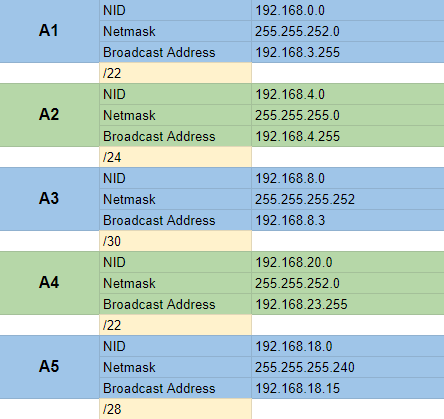 A1
NID 192.168.0.0
Netmask 255.255.252.0
Broadcast Address 192.168.3.255
/22
A2
NID 192.168.4.0
Netmask 255.255.255.0
Broadcast Address 192.168.4.255
/24
A3
NID 192.168.8.0
Netmask 255.255.255.252
Broadcast Address 192.168.8.3
/30
A4
NID 192.168.20.0
Netmask 255.255.252.0
Broadcast Address 192.168.23.255
/22
A5
NID 192.168.18.0
Netmask 255.255.255.240
Broadcast Address 192.168.18.15
/28